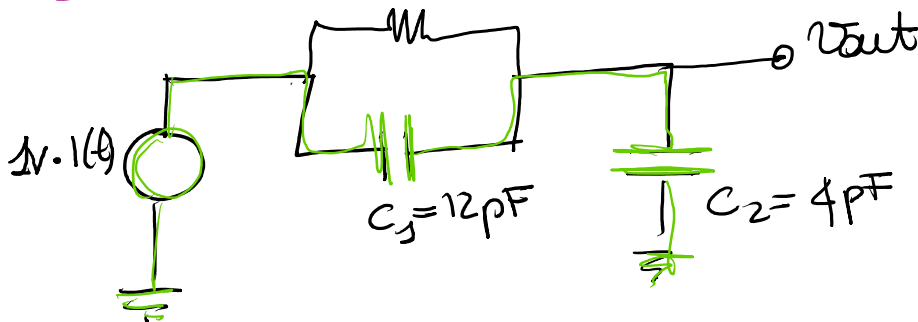 Vout
1V·1(t)
C₁=12pF
C₂=4pF